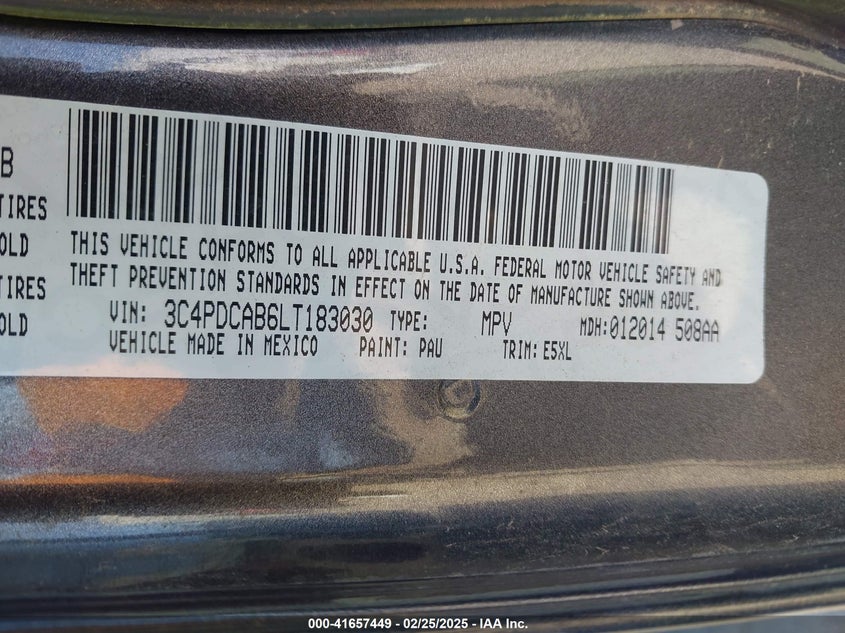 B
TIRES
OLD
TIRES
OLD
THIS VEHICLE CONFORMS TO ALL APPLICABLE U.S.A. FEDERAL MOTOR VEHICLE SAFETY AND
THEFT PREVENTION STANDARDS IN EFFECT ON THE DATE OF MANUFACTURE SHOWN ABOVE.
VIN: 3C4PDCAB6LT183030 TYPE: MPV MDH:012014 508AA
VEHICLE MADE IN MEXICO PAINT: PAU TRIM: E5XL
000-41657449 - 02/25/2025 - IAA Inc.